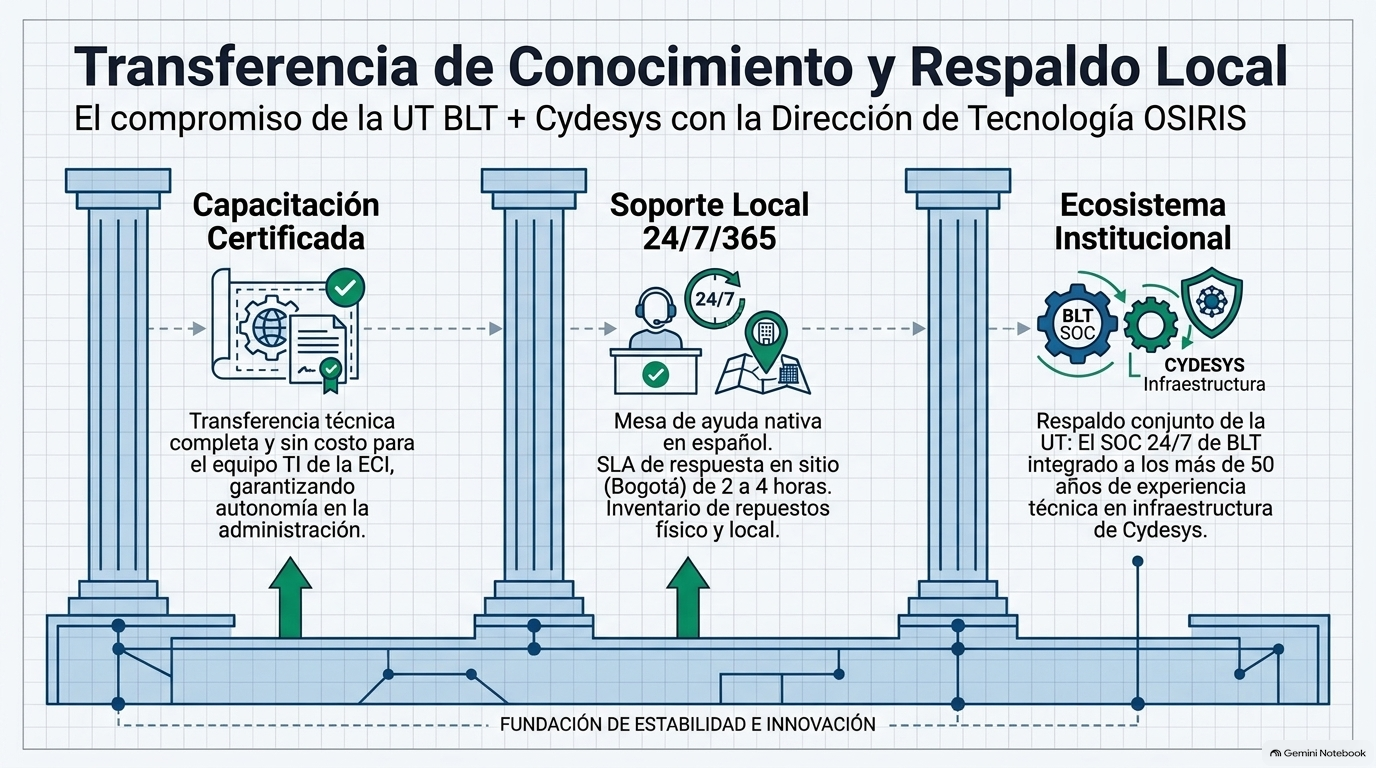 Transferencia de Conocimiento y Respaldo Local
El compromiso de la UT BLT + Cydesys con la Dirección de Tecnología OSIRIS
Capacitación
Certificada
Transferencia técnica
completa y sin costo para
el equipo TI de la ECI,
garantizando
autonomía en la
administración.
Soporte Local
24/7/365
24/7
Mesa de ayuda nativa
en español.
SLA de respuesta en sitio
(Bogotá) de 2 a 4 horas.
Inventario de repuestos
físico y local.
Ecosistema
Institucional
BLT
SOC
CYDESYS
Infraestructura
Respaldo conjunto de la
UT: El SOC 24/7 de BLT
integrado a los más de 50
años de experiencia
técnica en infraestructura
de Cydesys.
FUNDACIÓN DE ESTABILIDAD E INNOVACIÓN
Gemini Notebook